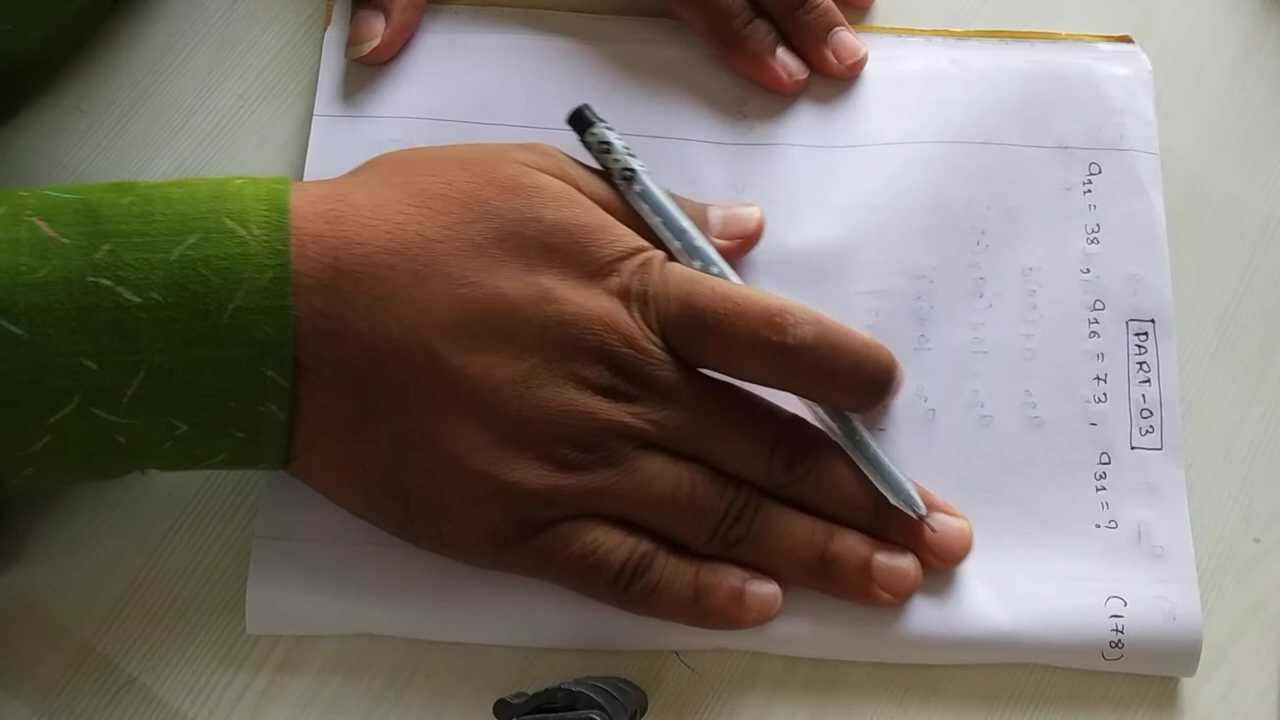 PART-03
a11 = 38 , a16 = 73 , a31 = ? (178)